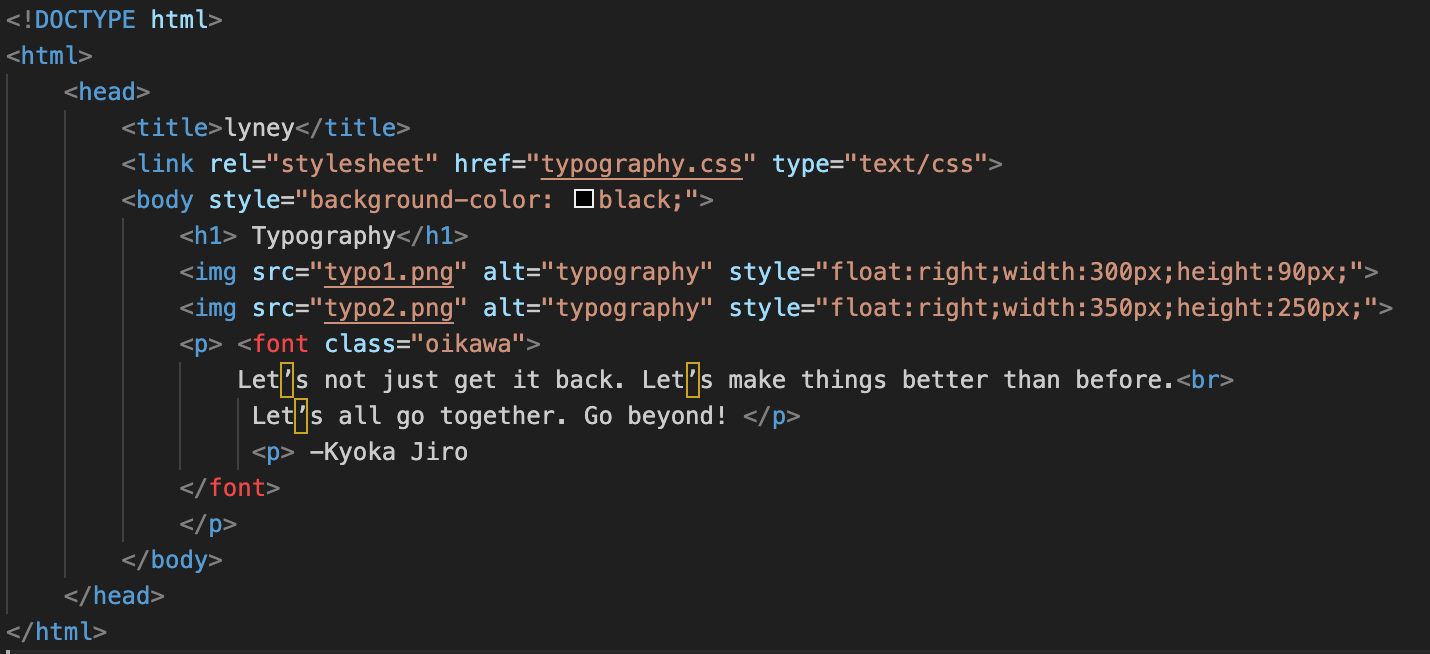 <!DOCTYPE html>
<html>
<head>
<title>lyney</title>
<link rel="stylesheet" href="typography.css" type="text/css">
<body style="background-color: black;">
<h1> Typography</h1>
<img src="typo1.png" alt="typography" style="float:right;width:300px;height:90px;">
<img src="typo2.png" alt="typography" style="float:right;width:350px;height:250px;">
<p> <font class="oikawa">
Let’s not just get it back. Let’s make things better than before.<br>
Let’s all go together. Go beyond! </p>
<p> —Kyoka Jiro
</font>
</p>
</body>
</head>
</html>